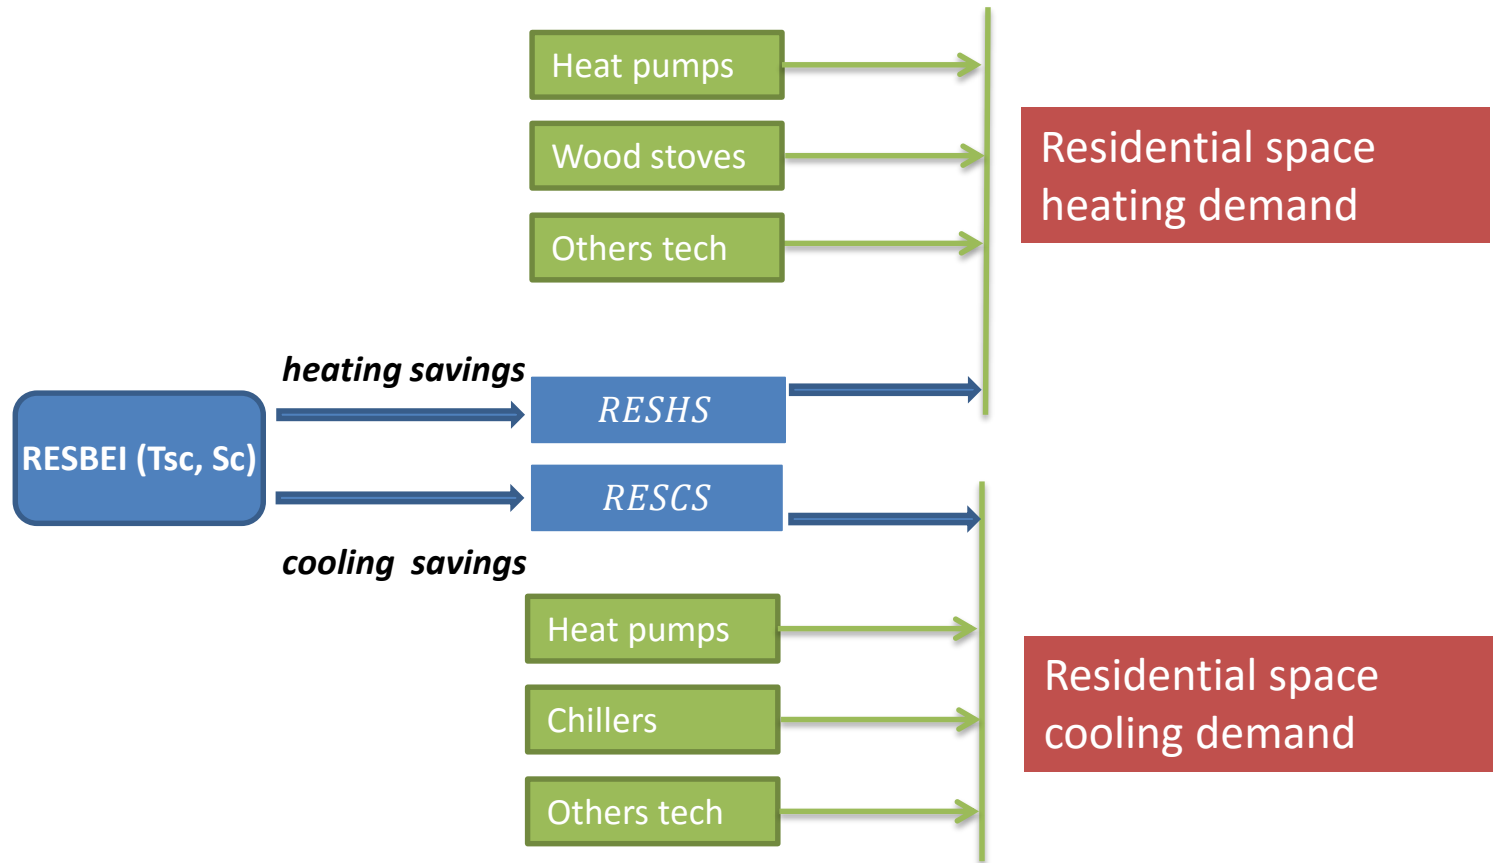 Heat pumps
Wood stoves
Others tech
Residential space
heating demand
heating savings
RESHS
RESBEI (Tsc, Sc)
RESCS
cooling savings
Heat pumps
Chillers
Others tech
Residential space
cooling demand